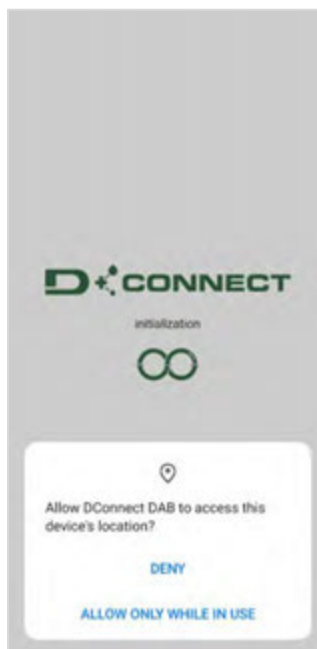 D CONNECT
initialization
Allow DConnect DAB to access this
device's location?
DENY
ALLOW ONLY WHILE IN USE